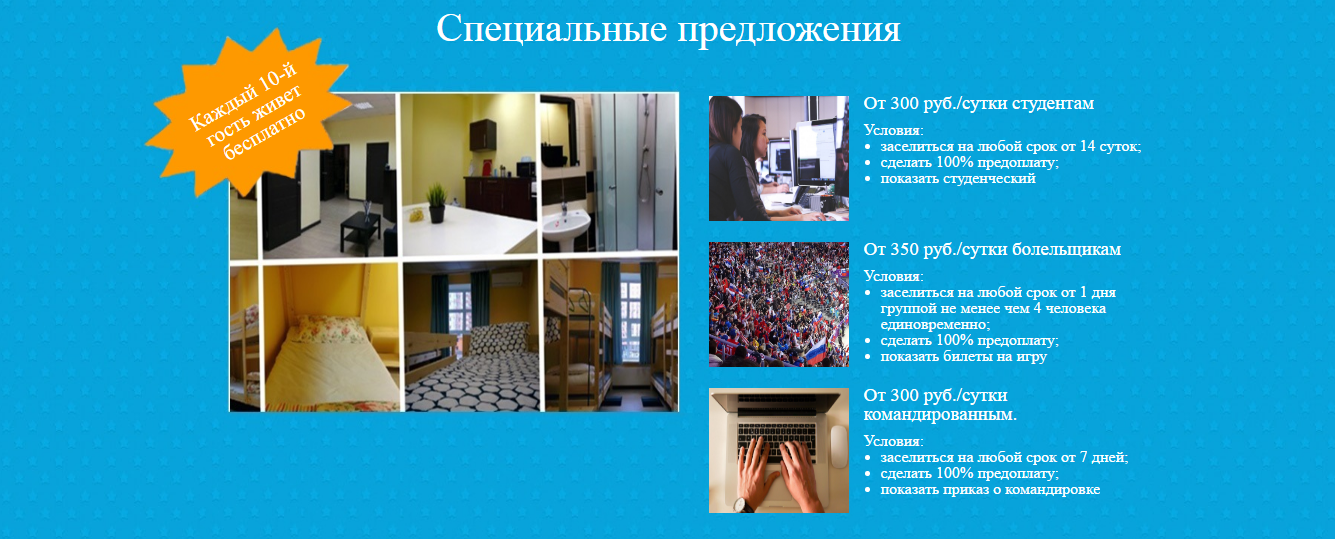 Специальные предложения
Каждый 10-й
гость живет
бесплатно
От 300 руб./сутки студентам
Условия:
заселиться на любой срок от 14 суток;
сделать 100% предоплату;
показать студенческий
От 350 руб./сутки болельщикам
Условия:
заселиться на любой срок от 1 дня
группой не менее чем 4 человека
единовременно;
сделать 100% предоплату;
показать билеты на игру
От 300 руб./сутки
командированным.
Условия:
заселиться на любой срок от 7 дней;
сделать 100% предоплату;
показать приказ о командировке